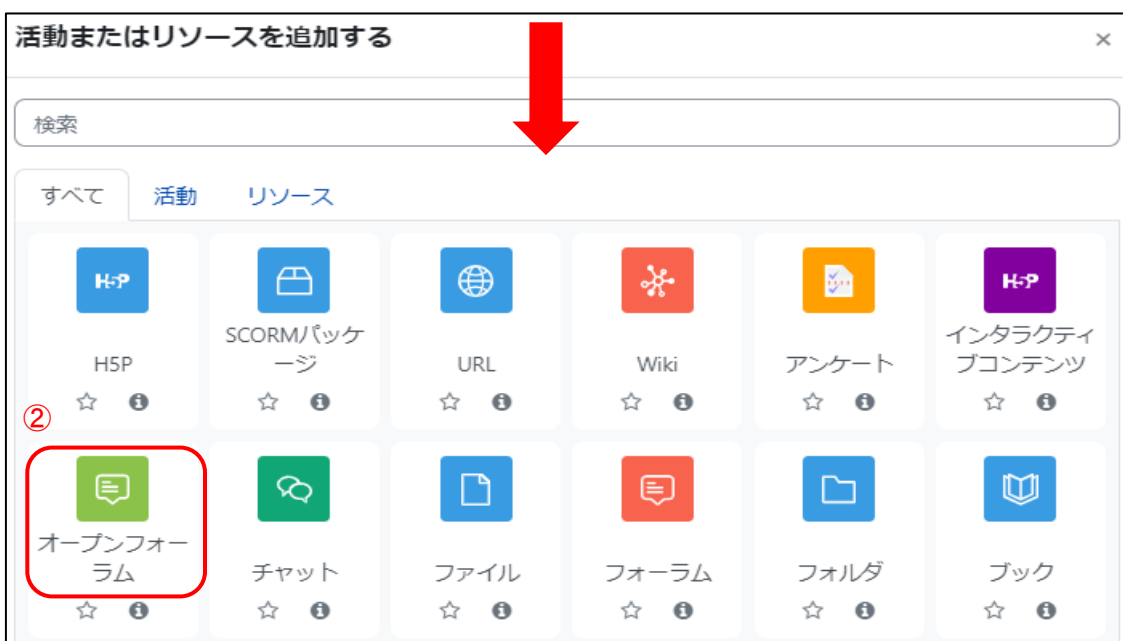 活動またはリソースを追加する ×
検索
すべて 活動 リソース
H5P H5P
SCORMパッケ インタラクティ
H5P ージ URL Wiki アンケート ブコンテンツ
②
オープンフォー
ラム チャット ファイル フォーラム フォルダ ブック